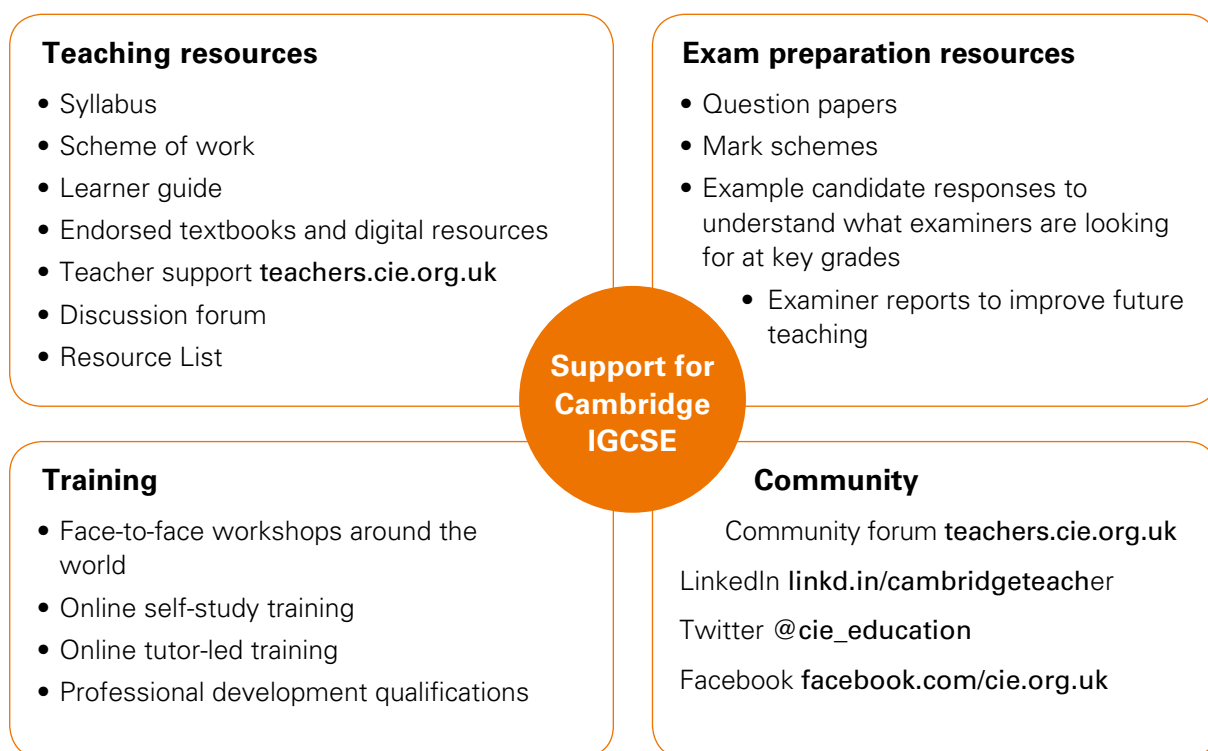 Teaching resources
• Syllabus
• Scheme of work
• Learner guide
• Endorsed textbooks and digital resources
• Teacher support teachers.cie.org.uk
• Discussion forum
• Resource List
Exam preparation resources
• Question papers
• Mark schemes
• Example candidate responses to
understand what examiners are looking
for at key grades
• Examiner reports to improve future
teaching
Support for
Cambridge
IGCSE
Training
• Face-to-face workshops around the
world
• Online self-study training
• Online tutor-led training
• Professional development qualifications
Community
Community forum teachers.cie.org.uk
LinkedIn linkd.in/cambridgeteacher
Twitter @cie_education
Facebook facebook.com/cie.org.uk